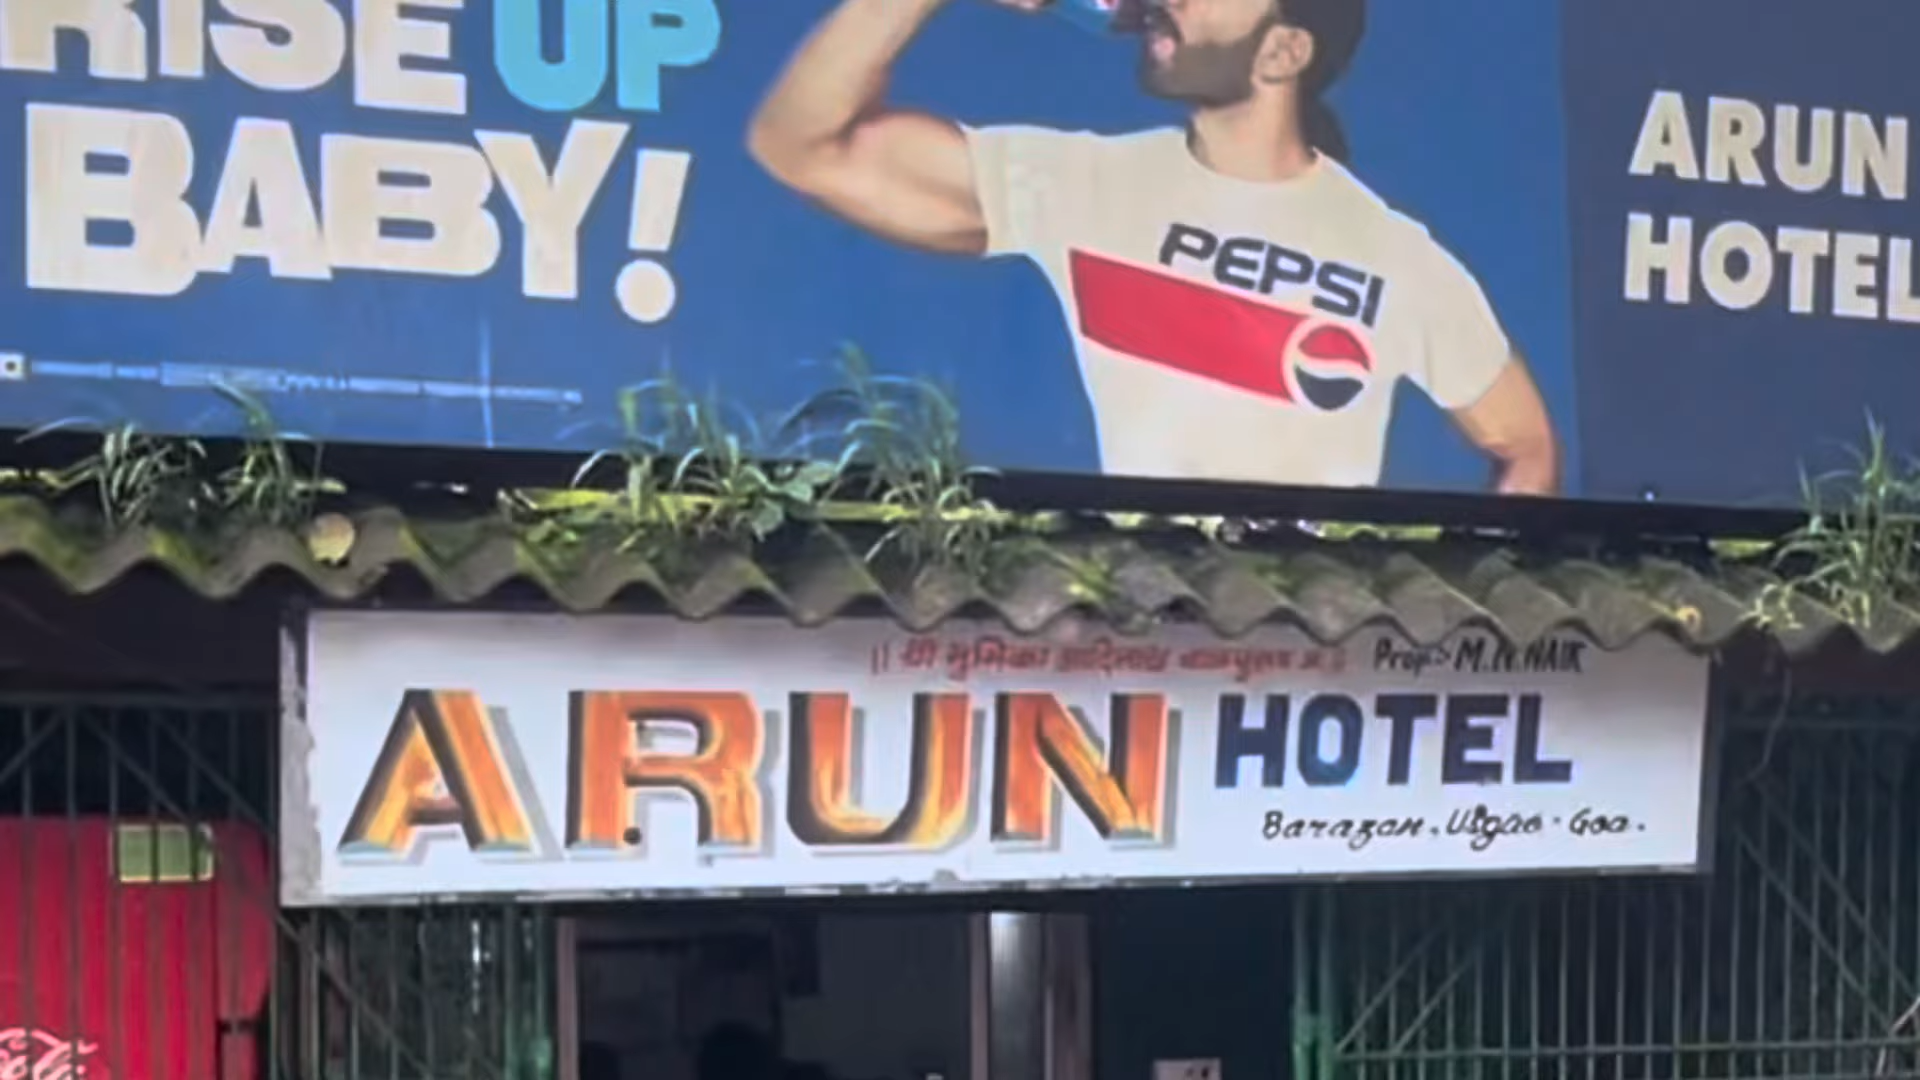 RISE UP
BABY!
PEPSI
ARUN
HOTEL
|| श्री भुमिका
Prop:- M.N.NAIK
ARUN HOTEL
Barazan. Usgao. Goa.